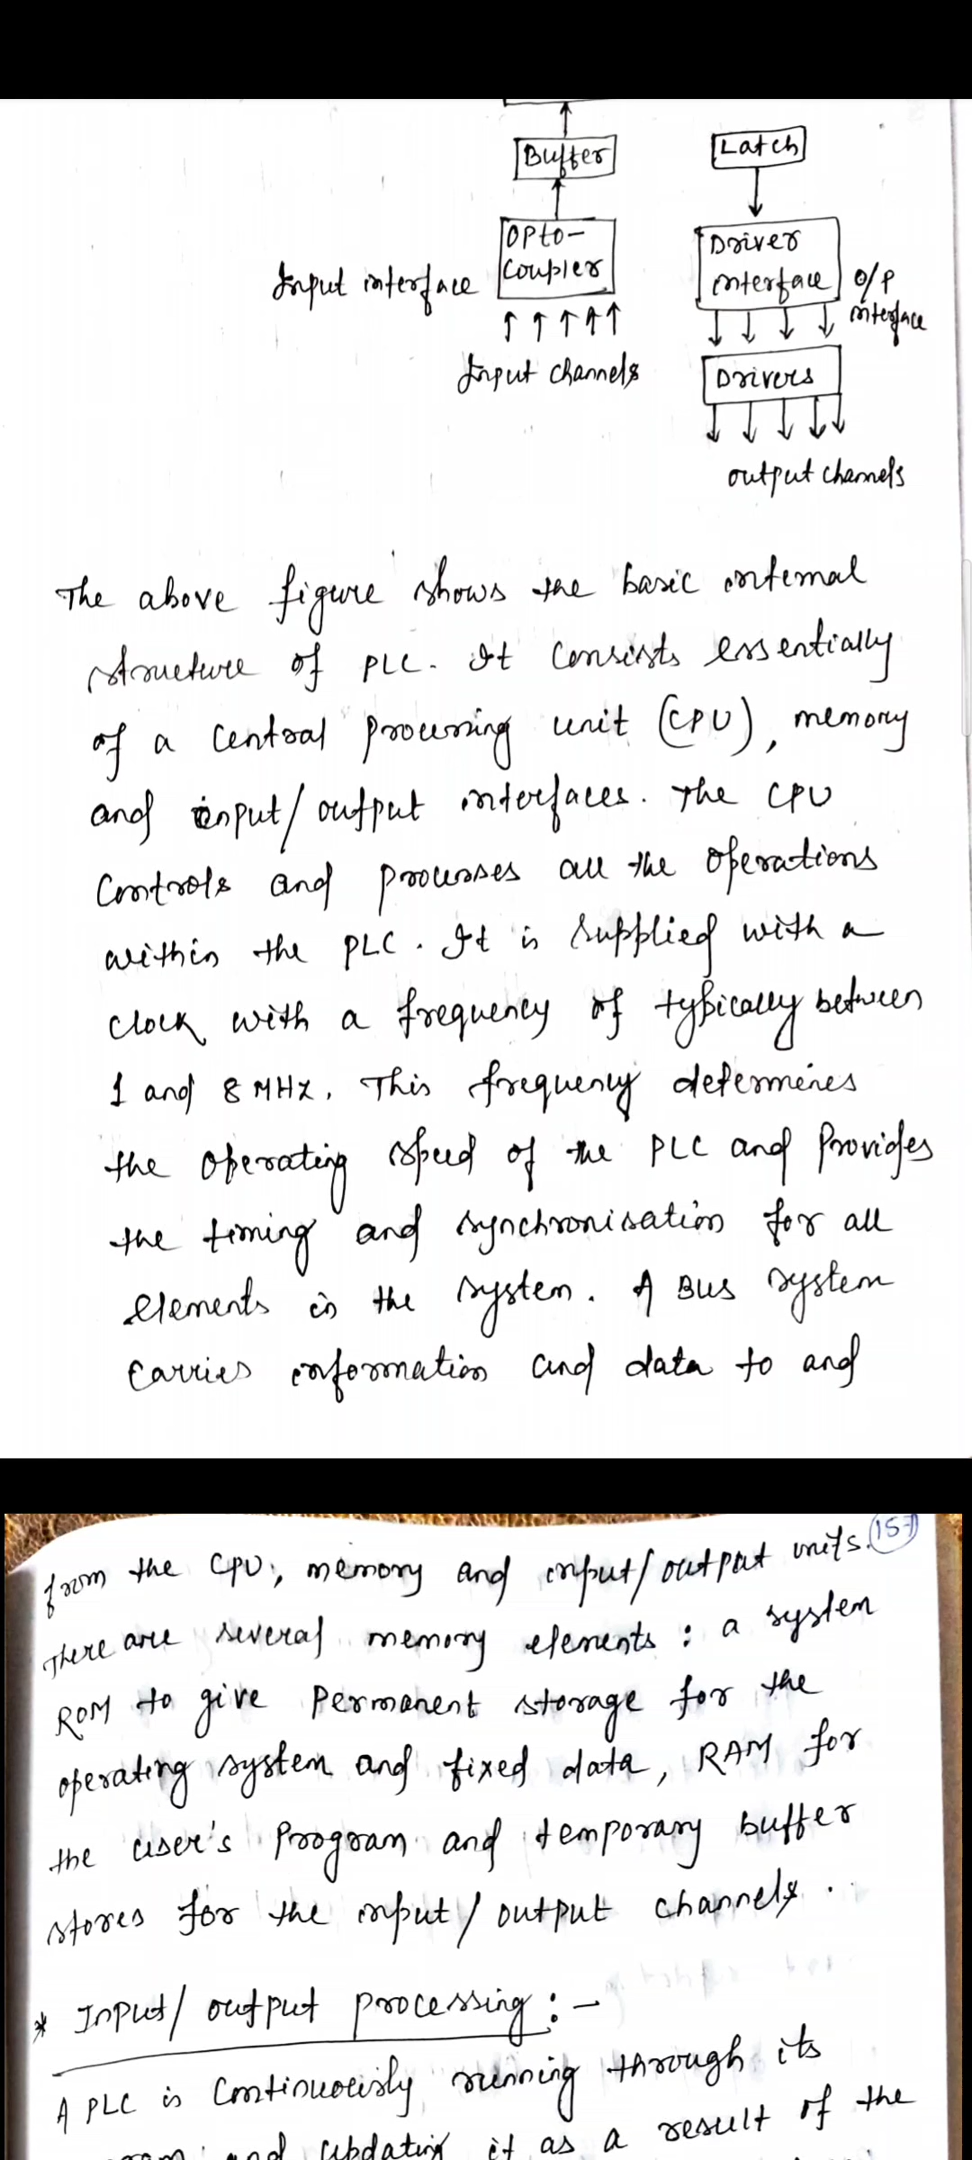 Buffer
Latch
Opto-
coupler
Input interface
Driver
interface
O/P
interface
Input channels
Drivers
output channels
The above figure shows the basic internal
structure of PLC. It consists essentially
of a central processing unit (CPU), memory
and input/output interfaces. The CPU
controls and processes all the operations
within the PLC. It is supplied with a
clock with a frequency of typically between
1 and 8 MHz. This frequency determines
the operating speed of the PLC and provides
the timing and synchronisation for all
elements in the system. A Bus system
carries information and data to and
157
from the CPU, memory and input/output units.
There are several memory elements: a system
ROM to give permanent storage for the
operating system and fixed data, RAM for
the user's program and temporary buffer
stores for the input/output channels.
* Input/output processing:-
A PLC is continuously running through its
and updating it as a result of the